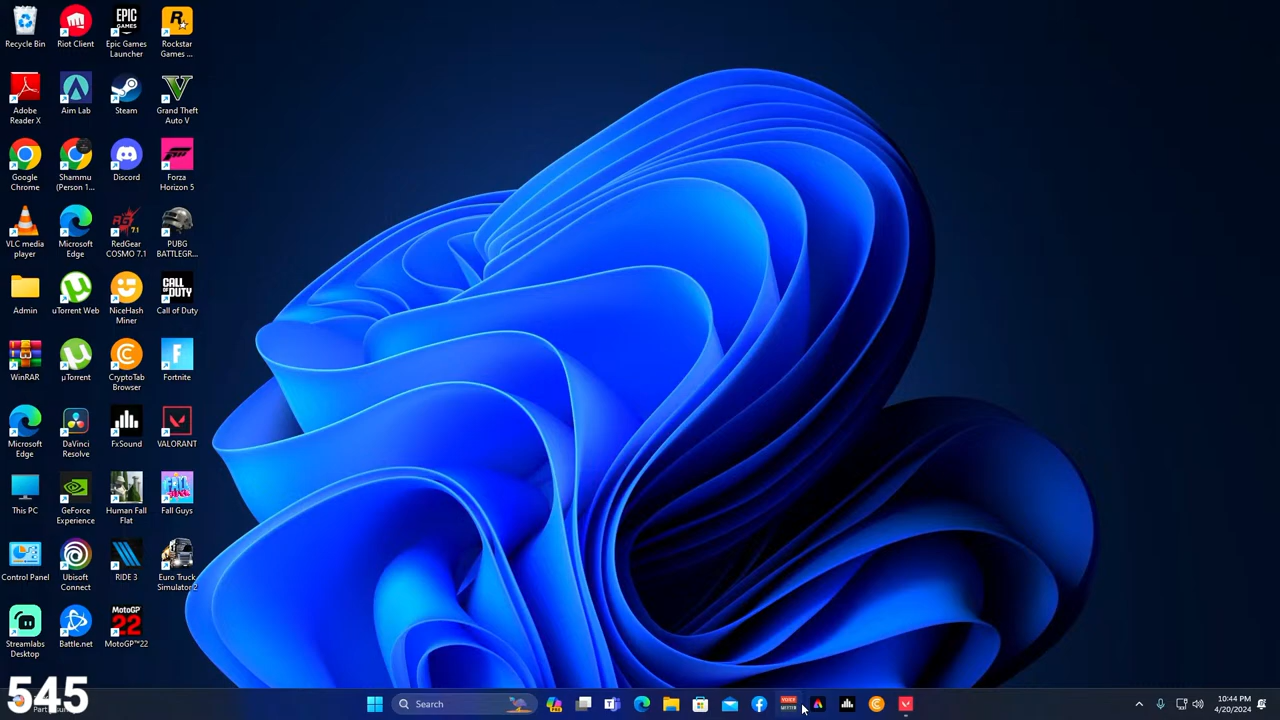 Recycle Bin
Riot Client
EPIC
GAMES
Epic Games
Launcher
R
Rockstar
Games ...
Adobe
Reader X
Aim Lab
Steam
V
Grand Theft
Auto V
Google
Chrome
Shammu
(Person 1...
Discord
Forza
Horizon 5
VLC media
player
Microsoft
Edge
7.1
RedGear
COSMO 7.1
PUBG
BATTLEGR...
Admin
uTorrent Web
NiceHash
Miner
CALL OF
DUTY
Call of Duty
WinRAR
µTorrent
CryptoTab
Browser
F
Fortnite
Microsoft
Edge
DaVinci
Resolve
FxSound
VALORANT
This PC
GeForce
Experience
Human Fall
Flat
Fall Guys
Control Panel
Ubisoft
Connect
RIDE 3
Euro Truck
Simulator 2
Streamlabs
Desktop
Battle.net
MotoGP
22
MotoGP™22
545
Search
10:44 PM
4/20/2024